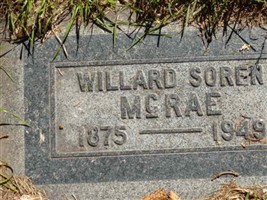 WILLARD SOREN
McRAE
1875 — 1949